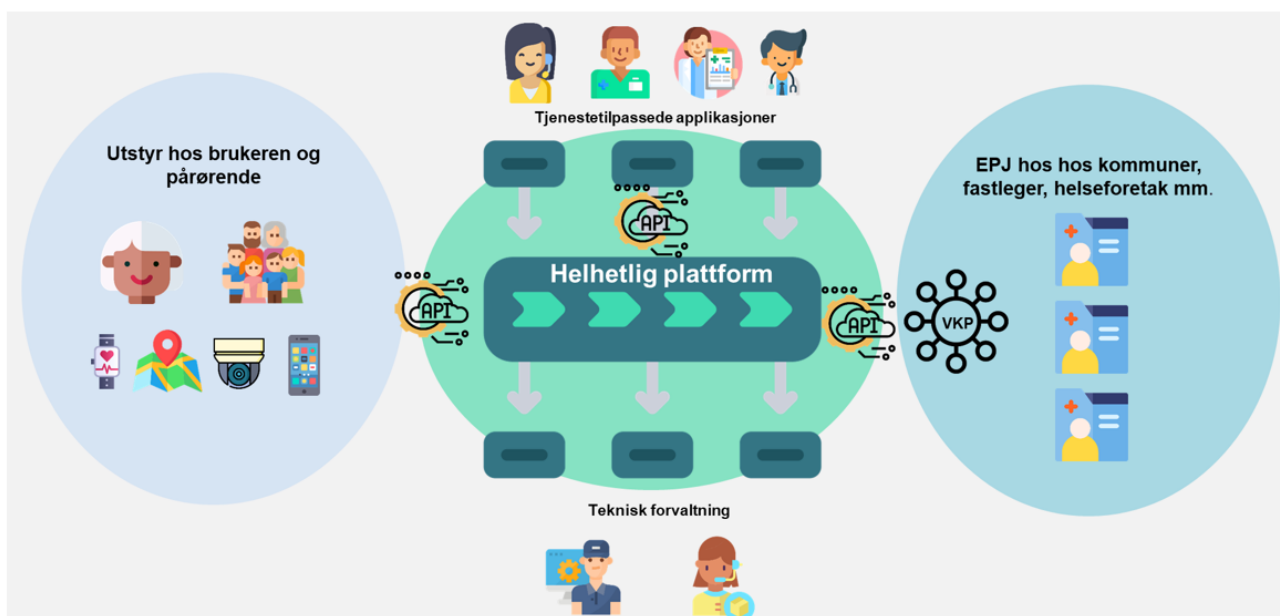 Tjenestetilpassede applikasjoner
Utstyr hos brukeren og
pårørende
EPJ hos hos kommuner,
fastleger, helseforetak mm.
API
Helhetlig plattform
API
API
VKP
Teknisk forvaltning